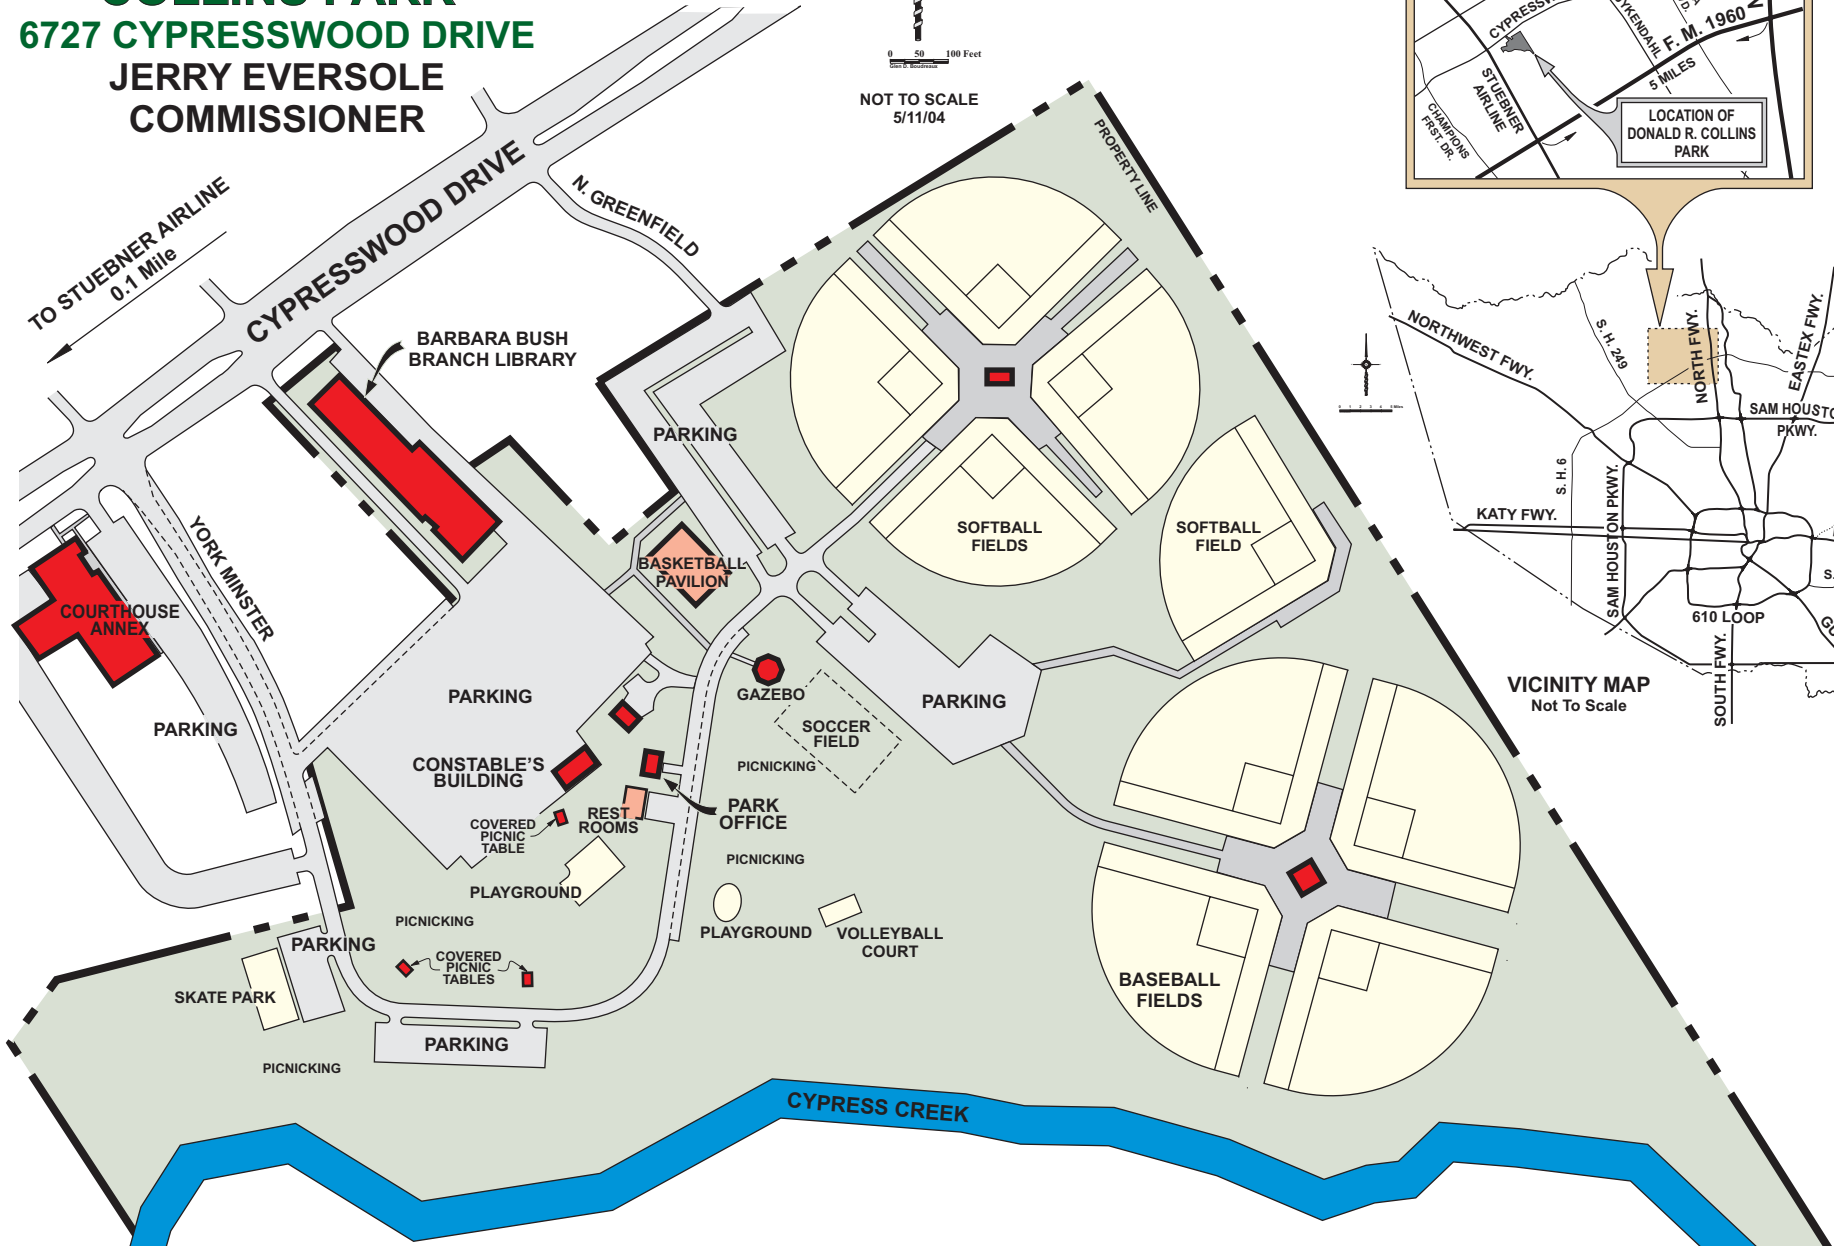 COLLINS PARK
6727 CYPRESSWOOD DRIVE
JERRY EVERSOLE
COMMISSIONER
0 50 100 Feet
Glen D. Boudreaux
NOT TO SCALE
5/11/04
PROPERTY LINE
TO STUEBNER AIRLINE
0.1 Mile
CYPRESSWOOD DRIVE
N. GREENFIELD
BARBARA BUSH
BRANCH LIBRARY
YORK MINSTER
COURTHOUSE
ANNEX
PARKING
PARKING
PARKING
BASKETBALL
PAVILION
SOFTBALL
FIELDS
SOFTBALL
FIELD
GAZEBO
SOCCER
FIELD
PARKING
CONSTABLE'S
BUILDING
PICNICKING
PARK
OFFICE
REST
ROOMS
COVERED
PICNIC
TABLE
PICNICKING
PLAYGROUND
PICNICKING
PLAYGROUND
VOLLEYBALL
COURT
PARKING
COVERED
PICNIC
TABLES
SKATE PARK
PARKING
PICNICKING
BASEBALL
FIELDS
CYPRESS CREEK
F. M. 1960
5 MILES
STUEBNER
AIRLINE
CHAMPIONS
FRST. DR.
LOCATION OF
DONALD R. COLLINS
PARK
NORTHWEST FWY.
S. H. 249
NORTH FWY.
EASTEX FWY.
PKWY.
S. H. 6
SAM HOUSTON PKWY.
KATY FWY.
610 LOOP
SOUTH FWY.
VICINITY MAP
Not To Scale